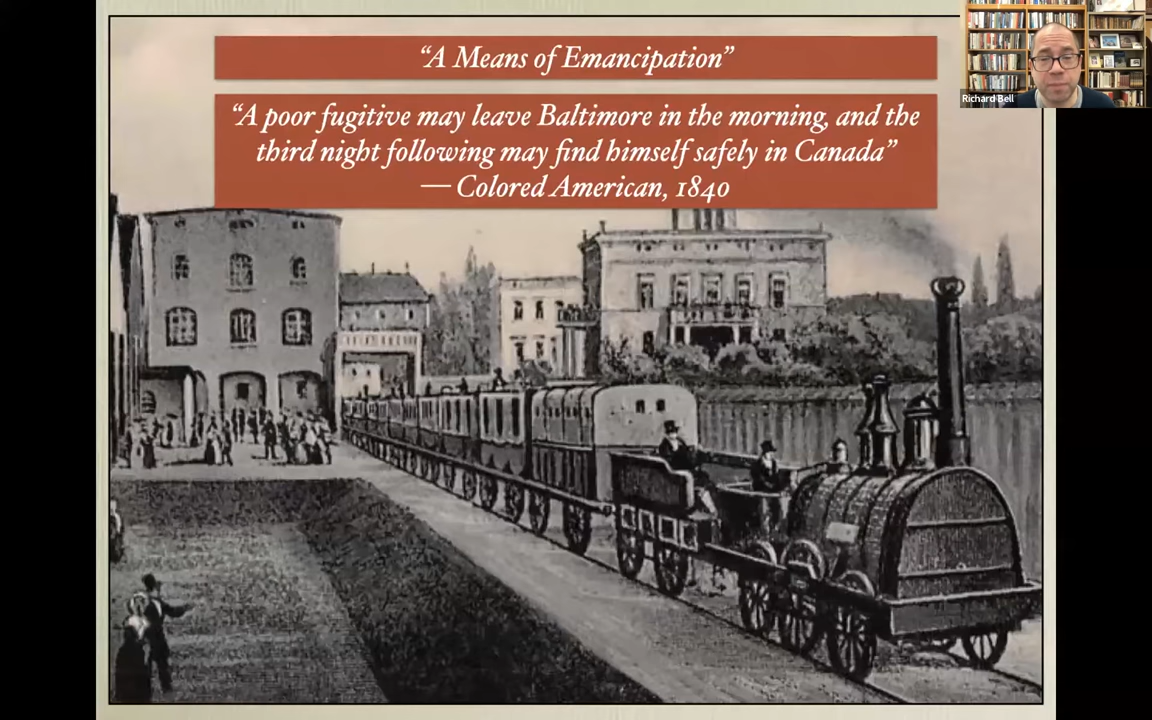 “A Means of Emancipation”
“A poor fugitive may leave Baltimore in the morning, and the
third night following may find himself safely in Canada”
— Colored American, 1840
Richard Bell